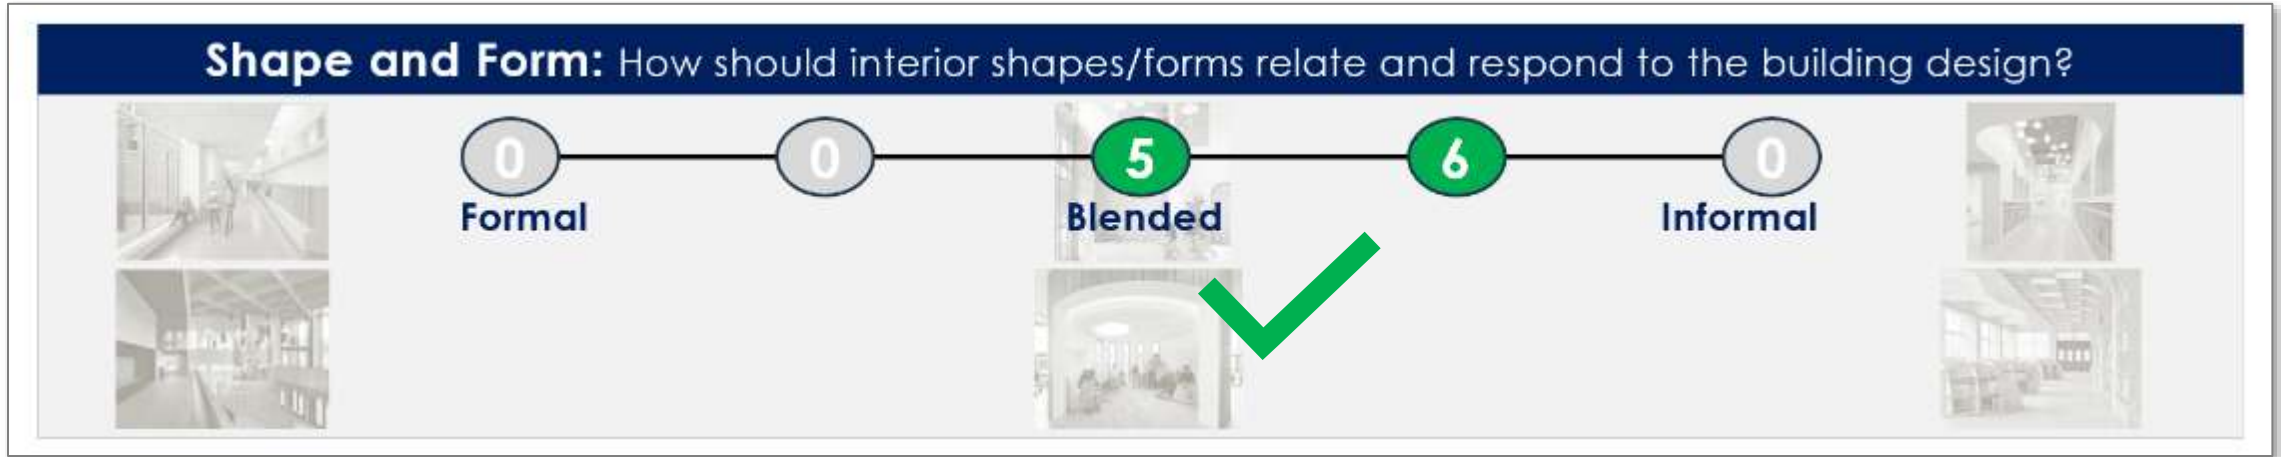 Shape and Form: How should interior shapes/forms relate and respond to the building design?
0 0 5 6 0
Formal Blended Informal